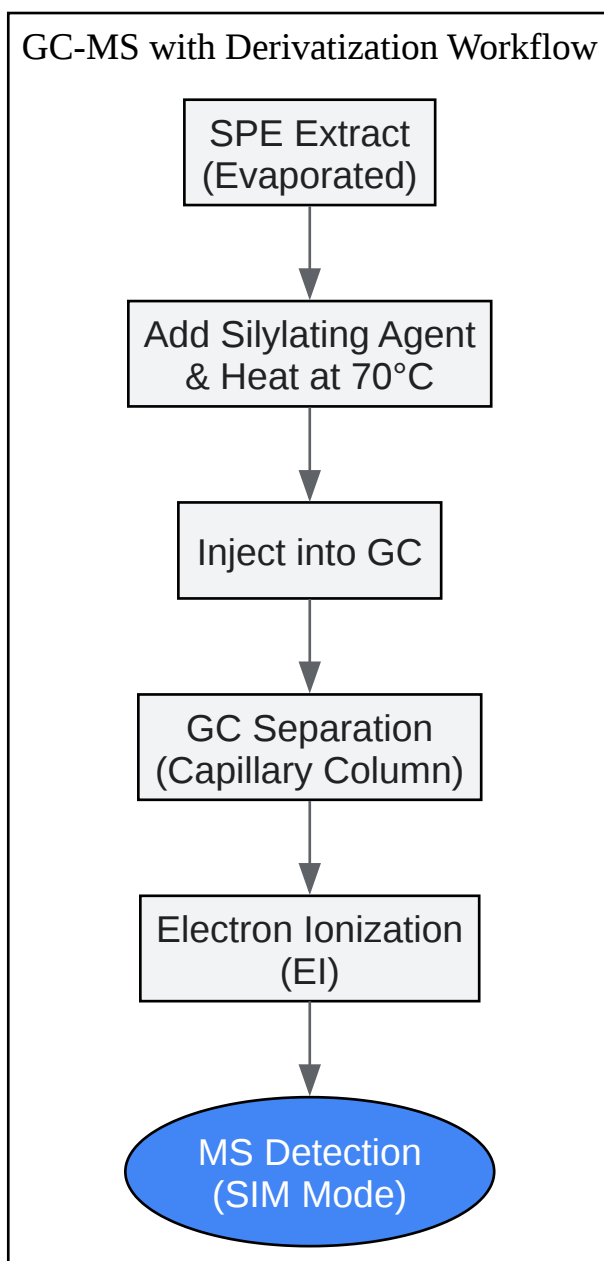 GC-MS with Derivatization Workflow
SPE Extract
(Evaporated)
Add Silylating Agent
& Heat at 70°C
Inject into GC
GC Separation
(Capillary Column)
Electron Ionization
(EI)
MS Detection
(SIM Mode)